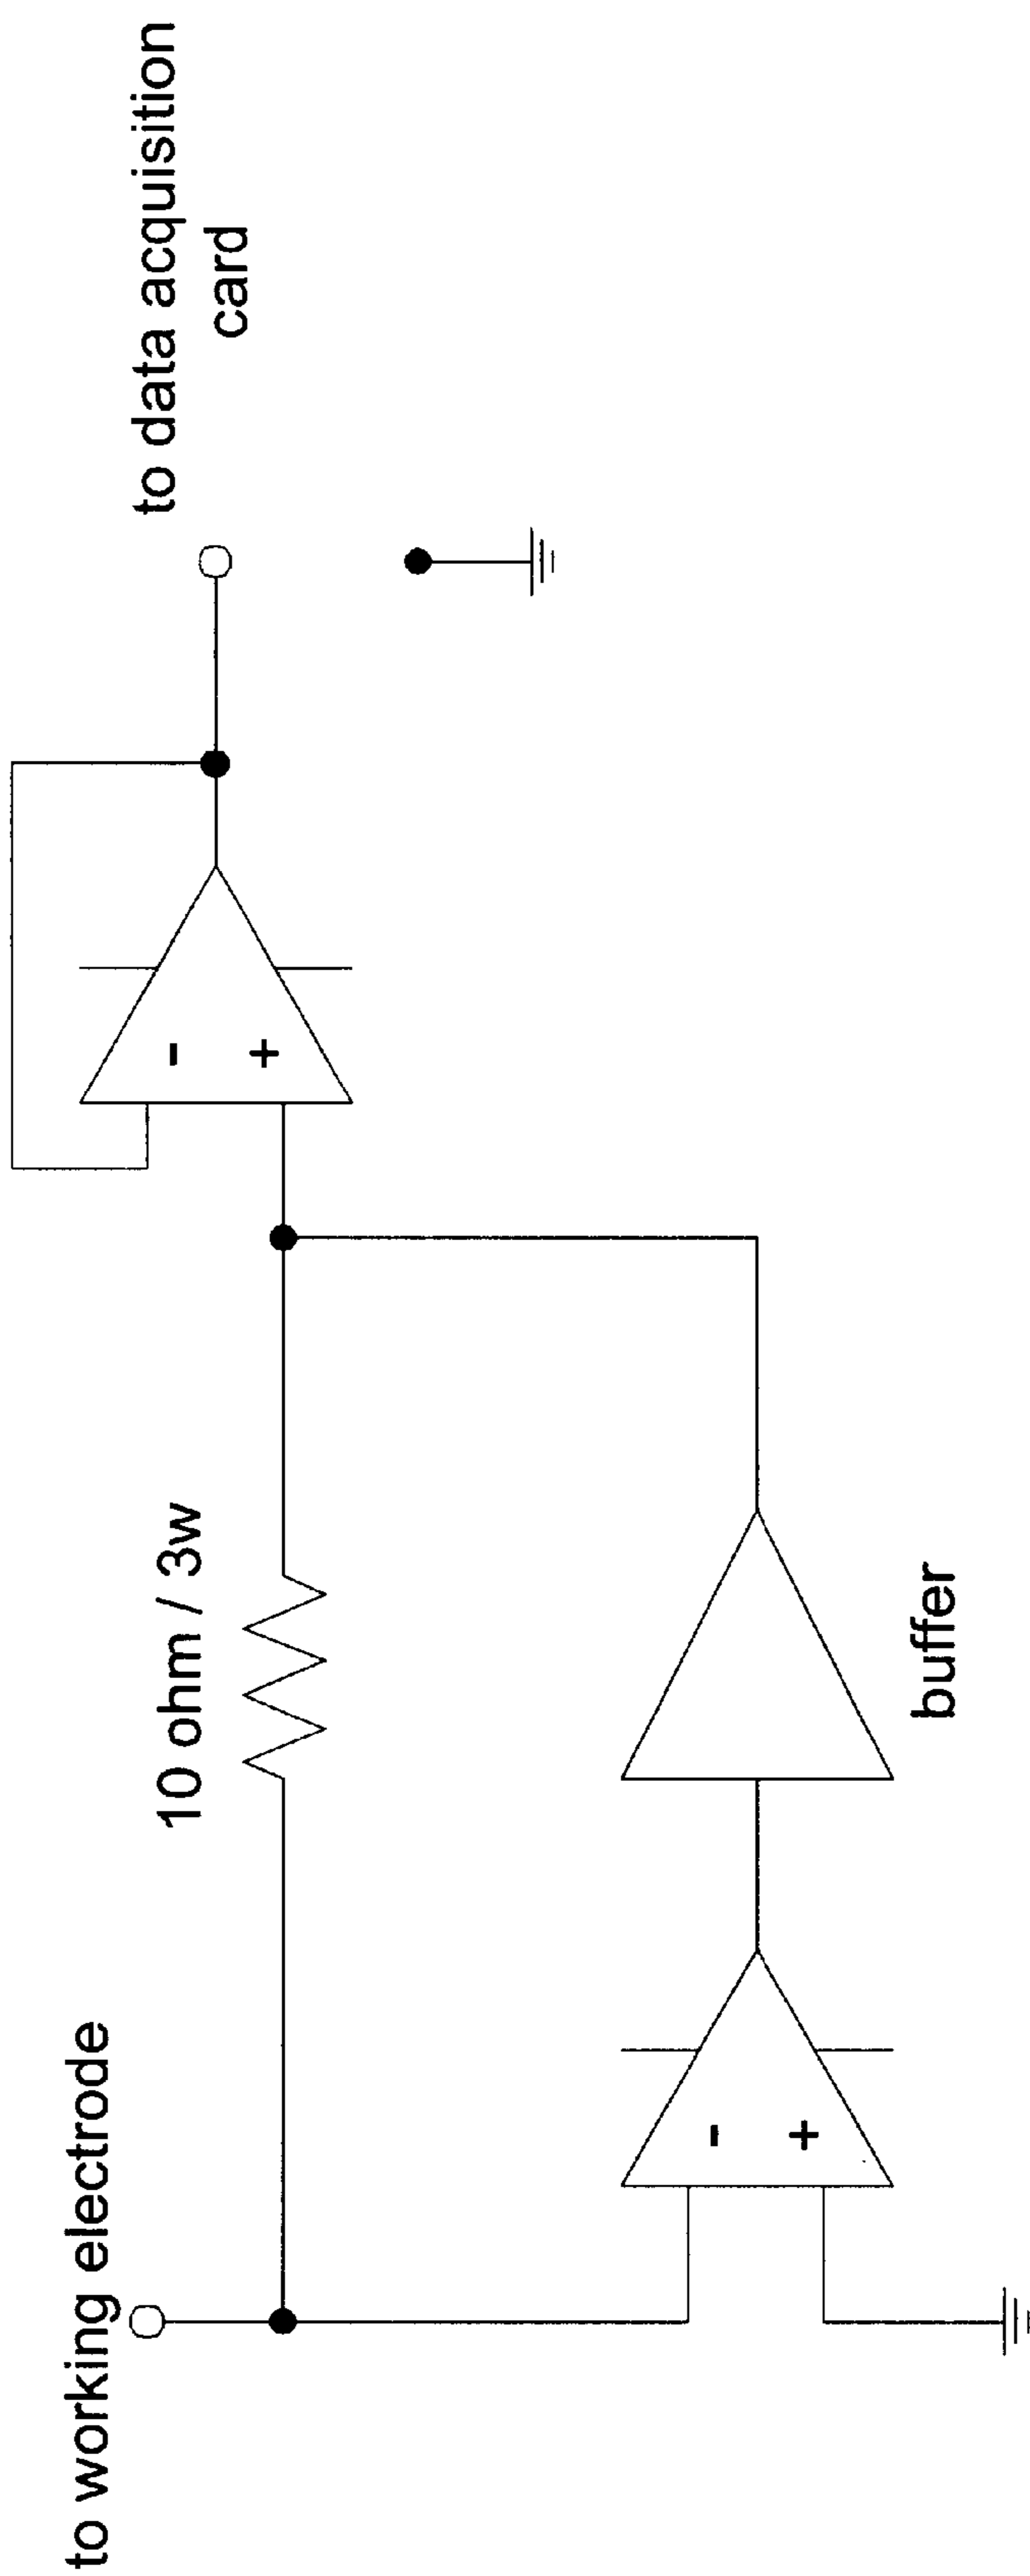 to working electrode
10 ohm / 3w
to data acquisition
card
-
+
-
+
buffer